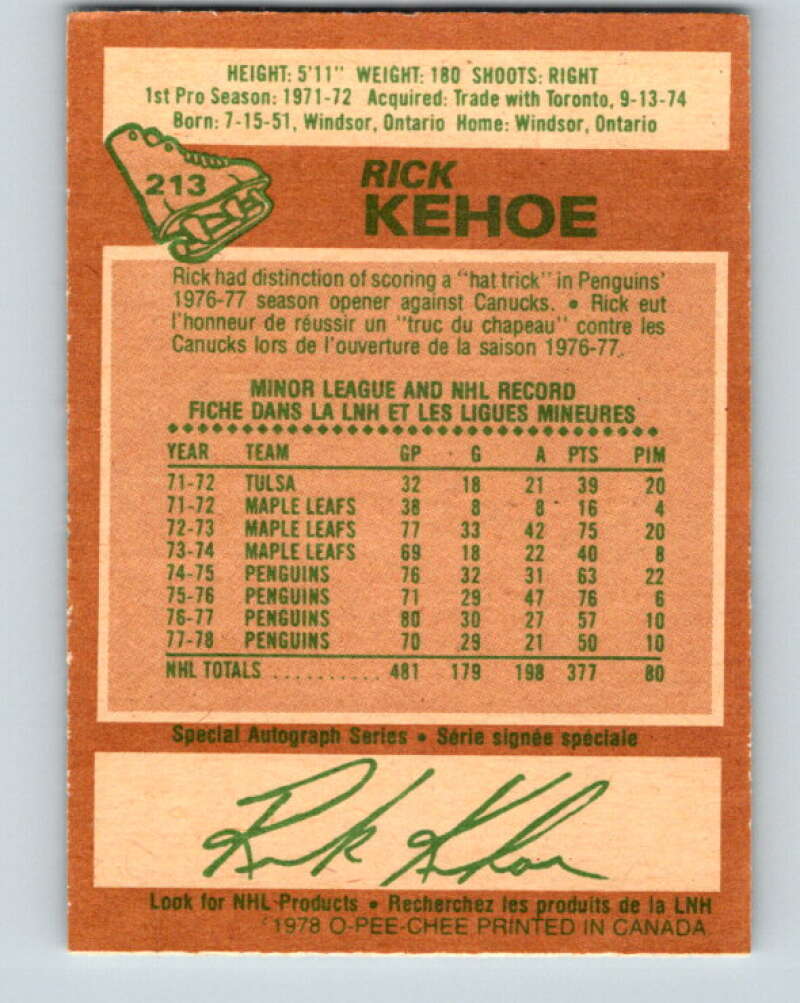 HEIGHT: 5'11" WEIGHT: 180 SHOOTS: RIGHT
1st Pro Season: 1971-72 Acquired: Trade with Toronto, 9-13-74
Born: 7-15-51, Windsor, Ontario Home: Windsor, Ontario
213
RICK
KEHOE
Rick had distinction of scoring a "hat trick" in Penguins'
1976-77 season opener against Canucks. • Rick eut
l'honneur de réussir un "truc du chapeau" contre les
Canucks lors de l'ouverture de la saison 1976-77.
MINOR LEAGUE AND NHL RECORD
FICHE DANS LA LNH ET LES LIGUES MINEURES
YEAR TEAM GP G A PTS PIM
71-72 TULSA 32 18 21 39 20
71-72 MAPLE LEAFS 38 8 8 16 4
72-73 MAPLE LEAFS 77 33 42 75 20
73-74 MAPLE LEAFS 69 18 22 40 8
74-75 PENGUINS 76 32 31 63 22
75-76 PENGUINS 71 29 47 76 6
76-77 PENGUINS 80 30 27 57 10
77-78 PENGUINS 70 29 21 50 10
NHL TOTALS .......... 481 179 198 377 80
Special Autograph Series • Série signée spéciale
Rick Kehoe
Look for NHL Products • Recherchez les produits de la LNH
©1978 O-PEE-CHEE PRINTED IN CANADA